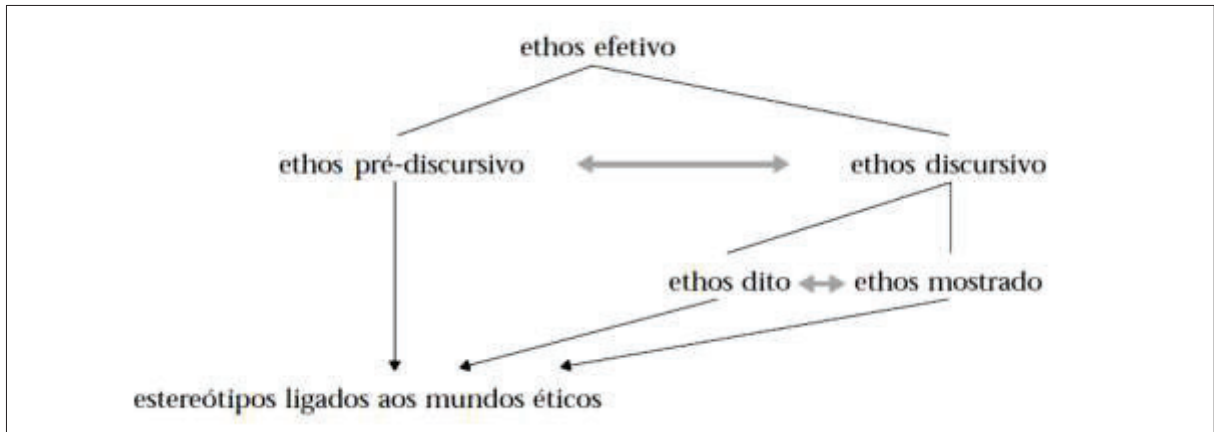 ethos efetivo
ethos pré-discursivo ethos discursivo
ethos dito ethos mostrado
estereótipos ligados aos mundos éticos